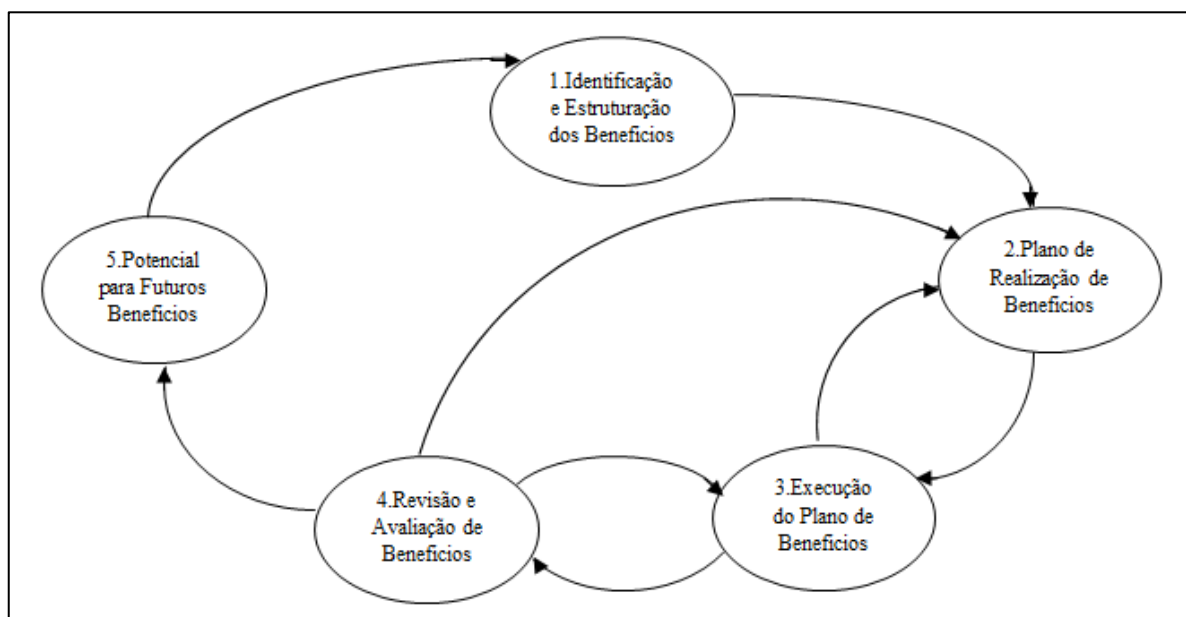 1.Identificação
e Estruturação
dos Benefícios
2.Plano de
Realização de
Benefícios
3.Execução
do Plano de
Benefícios
4.Revisão e
Avaliação de
Benefícios
5.Potencial
para Futuros
Benefícios